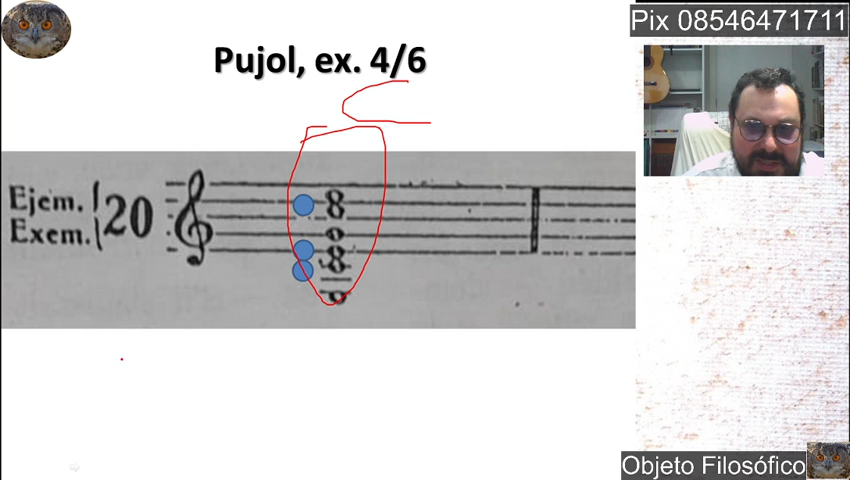 Pix 08546471711
Pujol, ex. 4/6
Ejem. 20
Exem.
Objeto Filosófico